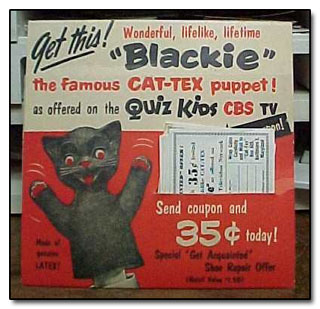 Get this!
Wonderful, lifelike, lifetime
"Blackie"
the famous CAT-TEX puppet!
as offered on the Quiz Kids CBS TV
Send coupon and
35¢ today!
Special "Get Acquainted"
Shoe Repair Offer
Made of
genuine
LATEX!